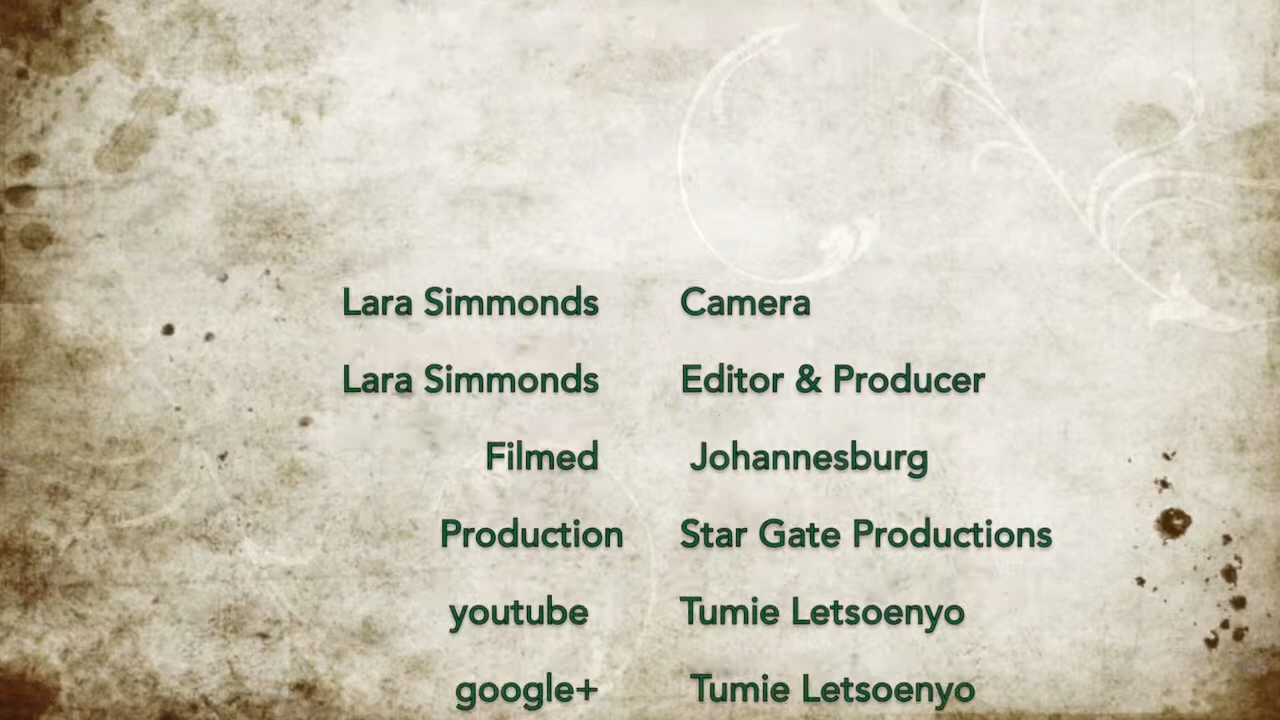 Lara Simmonds Camera
Lara Simmonds Editor & Producer
Filmed Johannesburg
Production Star Gate Productions
youtube Tumie Letsoenyo
google+ Tumie Letsoenyo